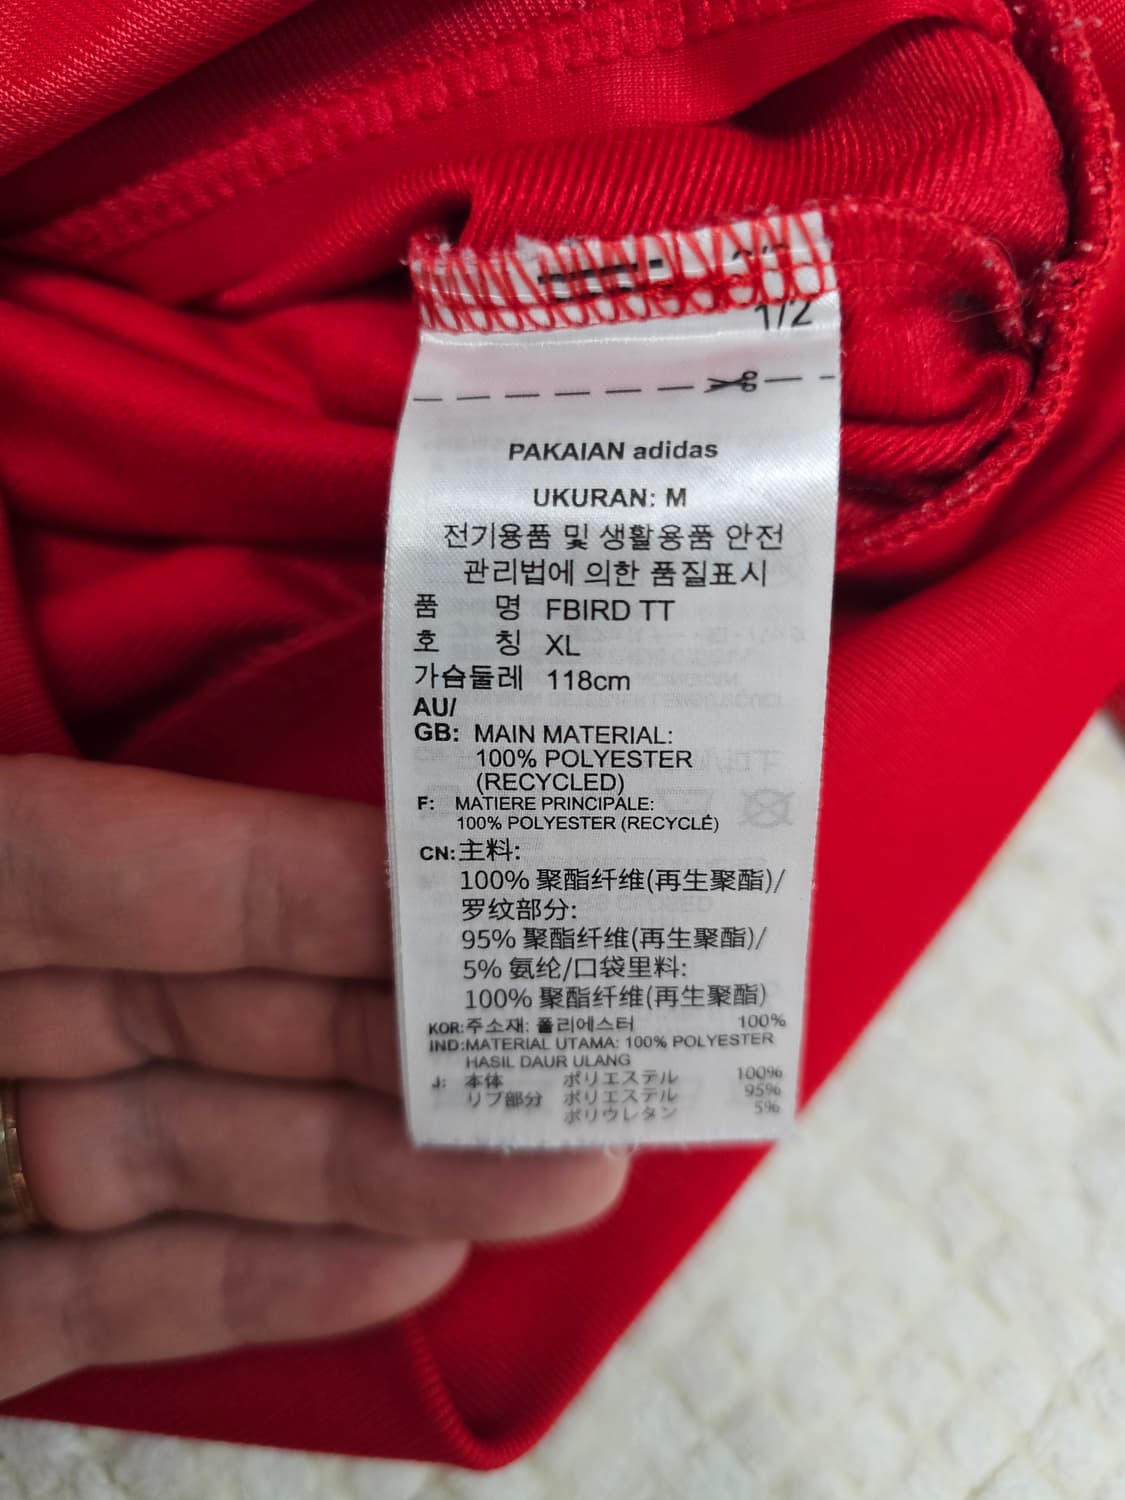 1/2
PAKAIAN adidas
UKURAN: M
전기용품 및 생활용품 안전
관리법에 의한 품질표시
품 명 FBIRD TT
호 칭 XL
가슴둘레 118cm
AU/
GB: MAIN MATERIAL:
100% POLYESTER
(RECYCLED)
F: MATIERE PRINCIPALE:
100% POLYESTER (RECYCLÉ)
CN:主料:
100% 聚酯纤维(再生聚酯)/
罗纹部分:
95% 聚酯纤维(再生聚酯)/
5% 氨纶/口袋里料:
100% 聚酯纤维(再生聚酯)
KOR:주소재: 폴리에스터 100%
IND:MATERIAL UTAMA: 100% POLYESTER
HASIL DAUR ULANG
J: 本体 ポリエステル 100%
リブ部分 ポリエステル 95%
ポリウレタン 5%